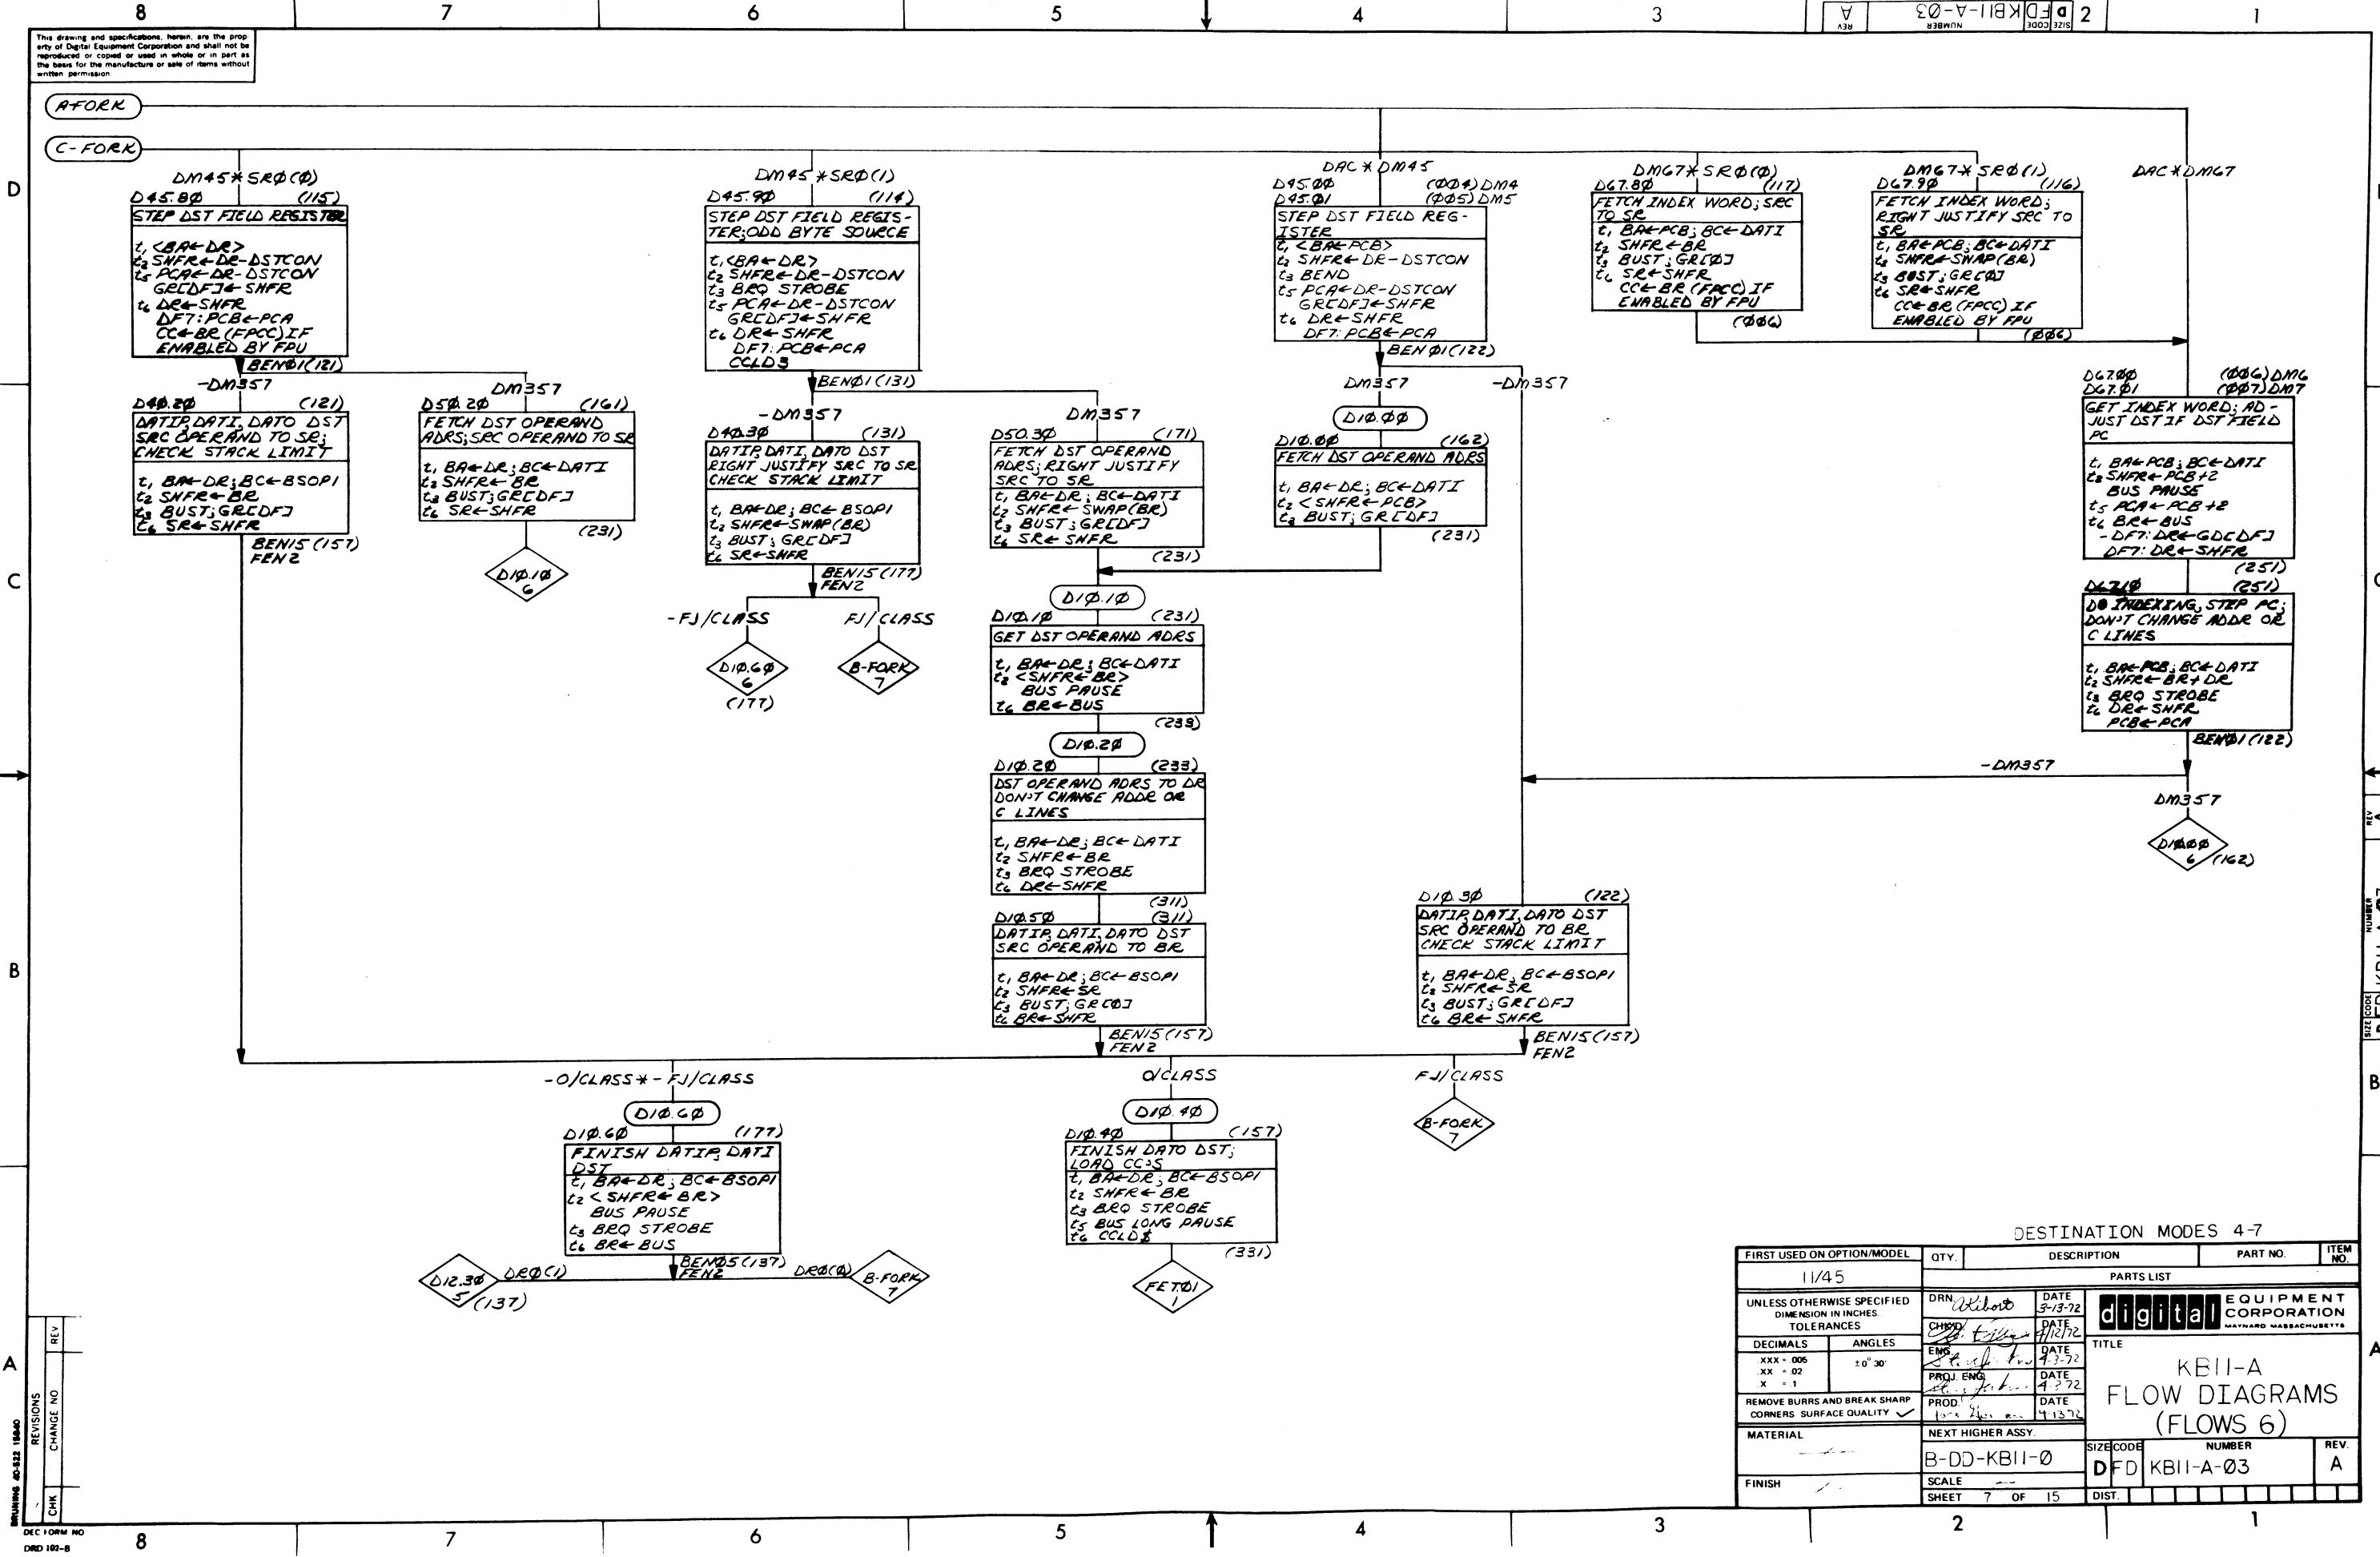 8 7 6 5 4 3 2 1
SIZE CODE NUMBER REV
D FD KB11-A-03 A
This drawing and specifications, herein, are the prop
erty of Digital Equipment Corporation and shall not be
reproduced or copied or used in whole or in part as
the basis for the manufacture or sale of items without
written permission
A-FORK
C-FORK
DM45*SRØ(Ø)
D45.8Ø (115)
STEP DST FIELD REGISTER
t1 <BA←DR>
t2 SHFR←DR-DSTCON
t5 PCA←DR-DSTCON
GR[DF]←SHFR
t6 DR←SHFR
DF7:PCB←PCA
CC←BR (FPCC) IF
ENABLED BY FPU
BENØ1(121)
-DM357
D4Ø.2Ø (121)
DATIP, DATI, DATO DST
SRC OPERAND TO SR;
CHECK STACK LIMIT
t1 BA←DR; BC←BSOP1
t2 SHFR←BR
t3 BUST; GR[DF]
t6 SR←SHFR
BEN15 (157)
FEN2
DM357
D5Ø.2Ø (161)
FETCH DST OPERAND
ADRS; SRC OPERAND TO SR
t1 BA←DR; BC←DATI
t2 SHFR←BR
t3 BUST; GR[DF]
t6 SR←SHFR
(231)
D1Ø.1Ø
6
DM45*SRØ(1)
D45.9Ø (114)
STEP DST FIELD REGIS-
TER; ODD BYTE SOURCE
t1 <BA←DR>
t2 SHFR←DR-DSTCON
t3 BRQ STROBE
t5 PCA←DR-DSTCON
GR[DF]←SHFR
t6 DR←SHFR
DF7: PCB←PCA
CCLD3
BENØ1(131)
-DM357
D4Ø.3Ø (131)
DATIP, DATI, DATO DST
RIGHT JUSTIFY SRC TO SR
CHECK STACK LIMIT
t1 BA←DR; BC←BSOP1
t2 SHFR←SWAP(BR)
t3 BUST; GR[DF]
t6 SR←SHFR
BEN15(177)
FEN2
-FJ/CLASS FJ/CLASS
D1Ø.6Ø
6
(177)
B-FORK
7
DM357
D5Ø.3Ø (171)
FETCH DST OPERAND
ADRS; RIGHT JUSTIFY
SRC TO SR
t1 BA←DR; BC←DATI
t2 SHFR←SWAP(BR)
t3 BUST; GR[DF]
t6 SR←SHFR
(231)
D1Ø.1Ø
D1Ø.1Ø (231)
GET DST OPERAND ADRS
t1 BA←DR; BC←DATI
t2 <SHFR←BR>
BUS PAUSE
t6 BR←BUS
(233)
D1Ø.2Ø
D1Ø.2Ø (233)
DST OPERAND ADRS TO DR
DON'T CHANGE ADDR OR
C LINES
t1 BA←DR; BC←DATI
t2 SHFR←BR
t3 BRQ STROBE
t6 DR←SHFR
(311)
D1Ø.5Ø (311)
DATIP, DATI, DATO DST
SRC OPERAND TO BR
t1 BA←DR; BC←BSOP1
t2 SHFR←SR
t3 BUST; GR[Ø]
t6 BR←SHFR
BEN15(157)
FEN2
DAC*DM45
D45.ØØ (ØØ4) DM4
D45.Ø1 (ØØ5) DM5
STEP DST FIELD REG-
ISTER
t1 <BA←PCB>
t2 SHFR←DR-DSTCON
t3 BEND
t5 PCA←DR-DSTCON
GR[DF]←SHFR
t6 DR←SHFR
DF7: PCB←PCA
BENØ1(122)
DM357 -DM357
D1Ø.ØØ
D1Ø.ØØ (162)
FETCH DST OPERAND ADRS
t1 BA←DR; BC←DATI
t2 <SHFR←PCB>
t3 BUST; GR[DF]
(231)
D1Ø.3Ø (122)
DATIP, DATI, DATO DST
SRC OPERAND TO BR
CHECK STACK LIMIT
t1 BA←DR, BC←BSOP1
t2 SHFR←SR
t3 BUST; GR[DF]
t6 BR←SHFR
BEN15(157)
FEN2
DM67*SRØ(Ø)
D67.8Ø (117)
FETCH INDEX WORD; SRC
TO SR
t1 BA←PCB; BC←DATI
t2 SHFR←BR
t3 BUST; GR[Ø]
t6 SR←SHFR
CC←BR (FPCC) IF
ENABLED BY FPU
(ØØ6)
DM67*SRØ(1)
D67.9Ø (116)
FETCH INDEX WORD;
RIGHT JUSTIFY SRC TO
SR
t1 BA←PCB; BC←DATI
t2 SHFR←SWAP(BR)
t3 BUST; GR[Ø]
t6 SR←SHFR
CC←BR (FPCC) IF
ENABLED BY FPU
(ØØ6)
DAC*DM67
D67.ØØ (ØØ6) DM6
D67.Ø1 (ØØ7) DM7
GET INDEX WORD; AD-
JUST DST IF DST FIELD
PC
t1 BA←PCB; BC←DATI
t2 SHFR←PCB+2
BUS PAUSE
t5 PCA←PCB+2
t6 BR←BUS
-DF7: DR←GD[DF]
DF7: DR←SHFR
(251)
D67.1Ø (251)
DO INDEXING, STEP PC;
DON'T CHANGE ADDR OR
C LINES
t1 BA←PCB; BC←DATI
t2 SHFR←BR+DR
t3 BRQ STROBE
t6 DR←SHFR
PCB←PCA
BENØ1(122)
-DM357
DM357
D1Ø.ØØ
6 (162)
-O/CLASS*-FJ/CLASS
D1Ø.6Ø
D1Ø.6Ø (177)
FINISH DATIP, DATI
DST
t1 BA←DR; BC←BSOP1
t2 <SHFR←BR>
BUS PAUSE
t3 BRQ STROBE
t6 BR←BUS
BENØ5(137)
FEN2
D12.3Ø
5
(137)
DRØ(1) DRØ(Ø)
B-FORK
7
O/CLASS
D1Ø.4Ø
D1Ø.4Ø (157)
FINISH DATO DST;
LOAD CC'S
t1 BA←DR; BC←BSOP1
t2 SHFR←BR
t3 BRQ STROBE
t5 BUS LONG PAUSE
t6 CCLD$
(331)
FET.Ø1
1
FJ/CLASS
B-FORK
7
D
C
B
A
DESTINATION MODES 4-7
FIRST USED ON OPTION/MODEL
11/45
QTY. DESCRIPTION PART NO. ITEM NO.
PARTS LIST
UNLESS OTHERWISE SPECIFIED
DIMENSION IN INCHES
TOLERANCES
DECIMALS ANGLES
.XXX = .005 ±0° 30'
.XX = .02
.X = .1
REMOVE BURRS AND BREAK SHARP
CORNERS SURFACE QUALITY
MATERIAL
FINISH
DRN. DATE 3-13-72
CHK'D DATE
ENG. DATE 4-3-72
PROJ. ENG. DATE
PROD. DATE
NEXT HIGHER ASSY.
B-DD-KB11-Ø
SCALE
SHEET 7 OF 15
digital EQUIPMENT
CORPORATION
MAYNARD MASSACHUSETTS
TITLE
KB11-A
FLOW DIAGRAMS
(FLOWS 6)
SIZE CODE NUMBER REV.
D FD KB11-A-Ø3 A
DIST.
REVISIONS
CHK CHANGE NO REV
BRUNING 40-522 15840
DEC FORM NO
DRD 102-B
8 7 6 5 4 3 2 1